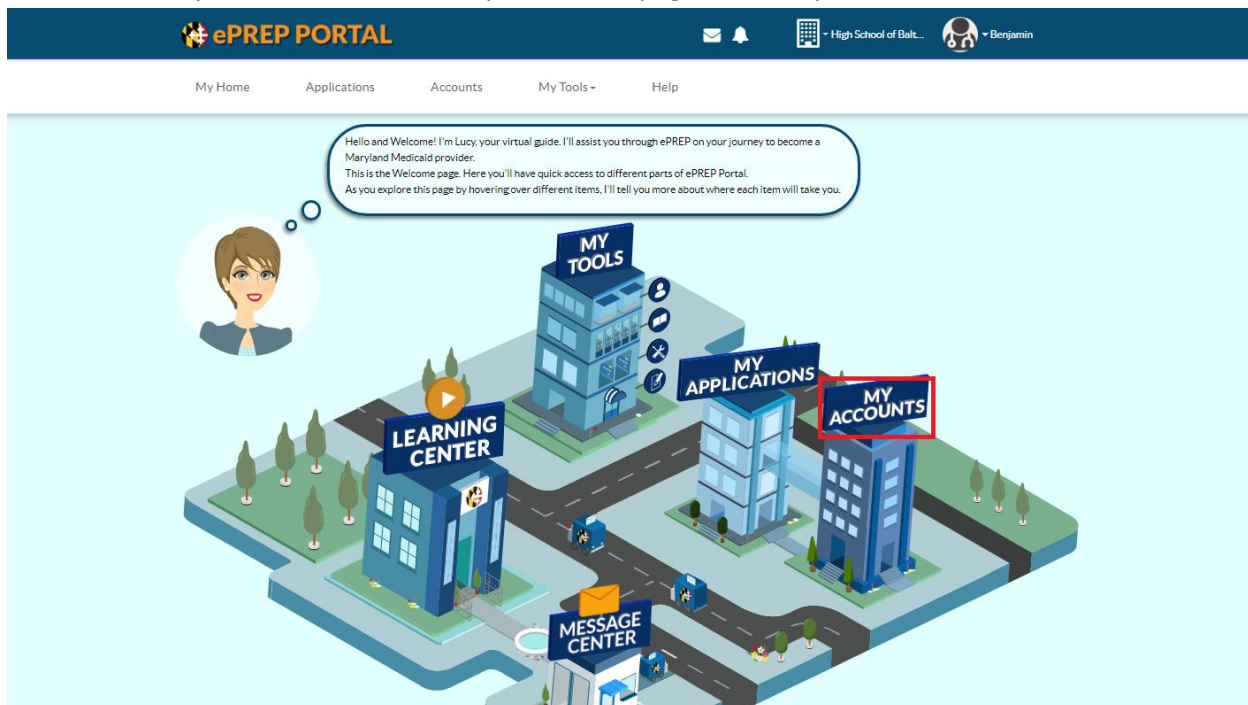 ePREP PORTAL
High School of Balt...
Benjamin
My Home
Applications
Accounts
My Tools
Help
Hello and Welcome! I'm Lucy, your virtual guide. I'll assist you through ePREP on your journey to become a
Maryland Medicaid provider.
This is the Welcome page. Here you'll have quick access to different parts of ePREP Portal.
As you explore this page by hovering over different items, I'll tell you more about where each item will take you.
MY
TOOLS
MY
APPLICATIONS
MY
ACCOUNTS
LEARNING
CENTER
MESSAGE
CENTER